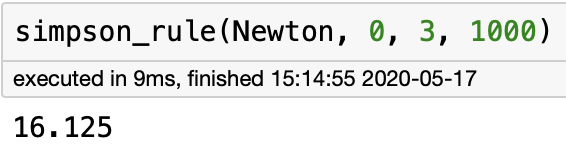 simpson_rule(Newton, 0, 3, 1000)
executed in 9ms, finished 15:14:55 2020-05-17
16.125